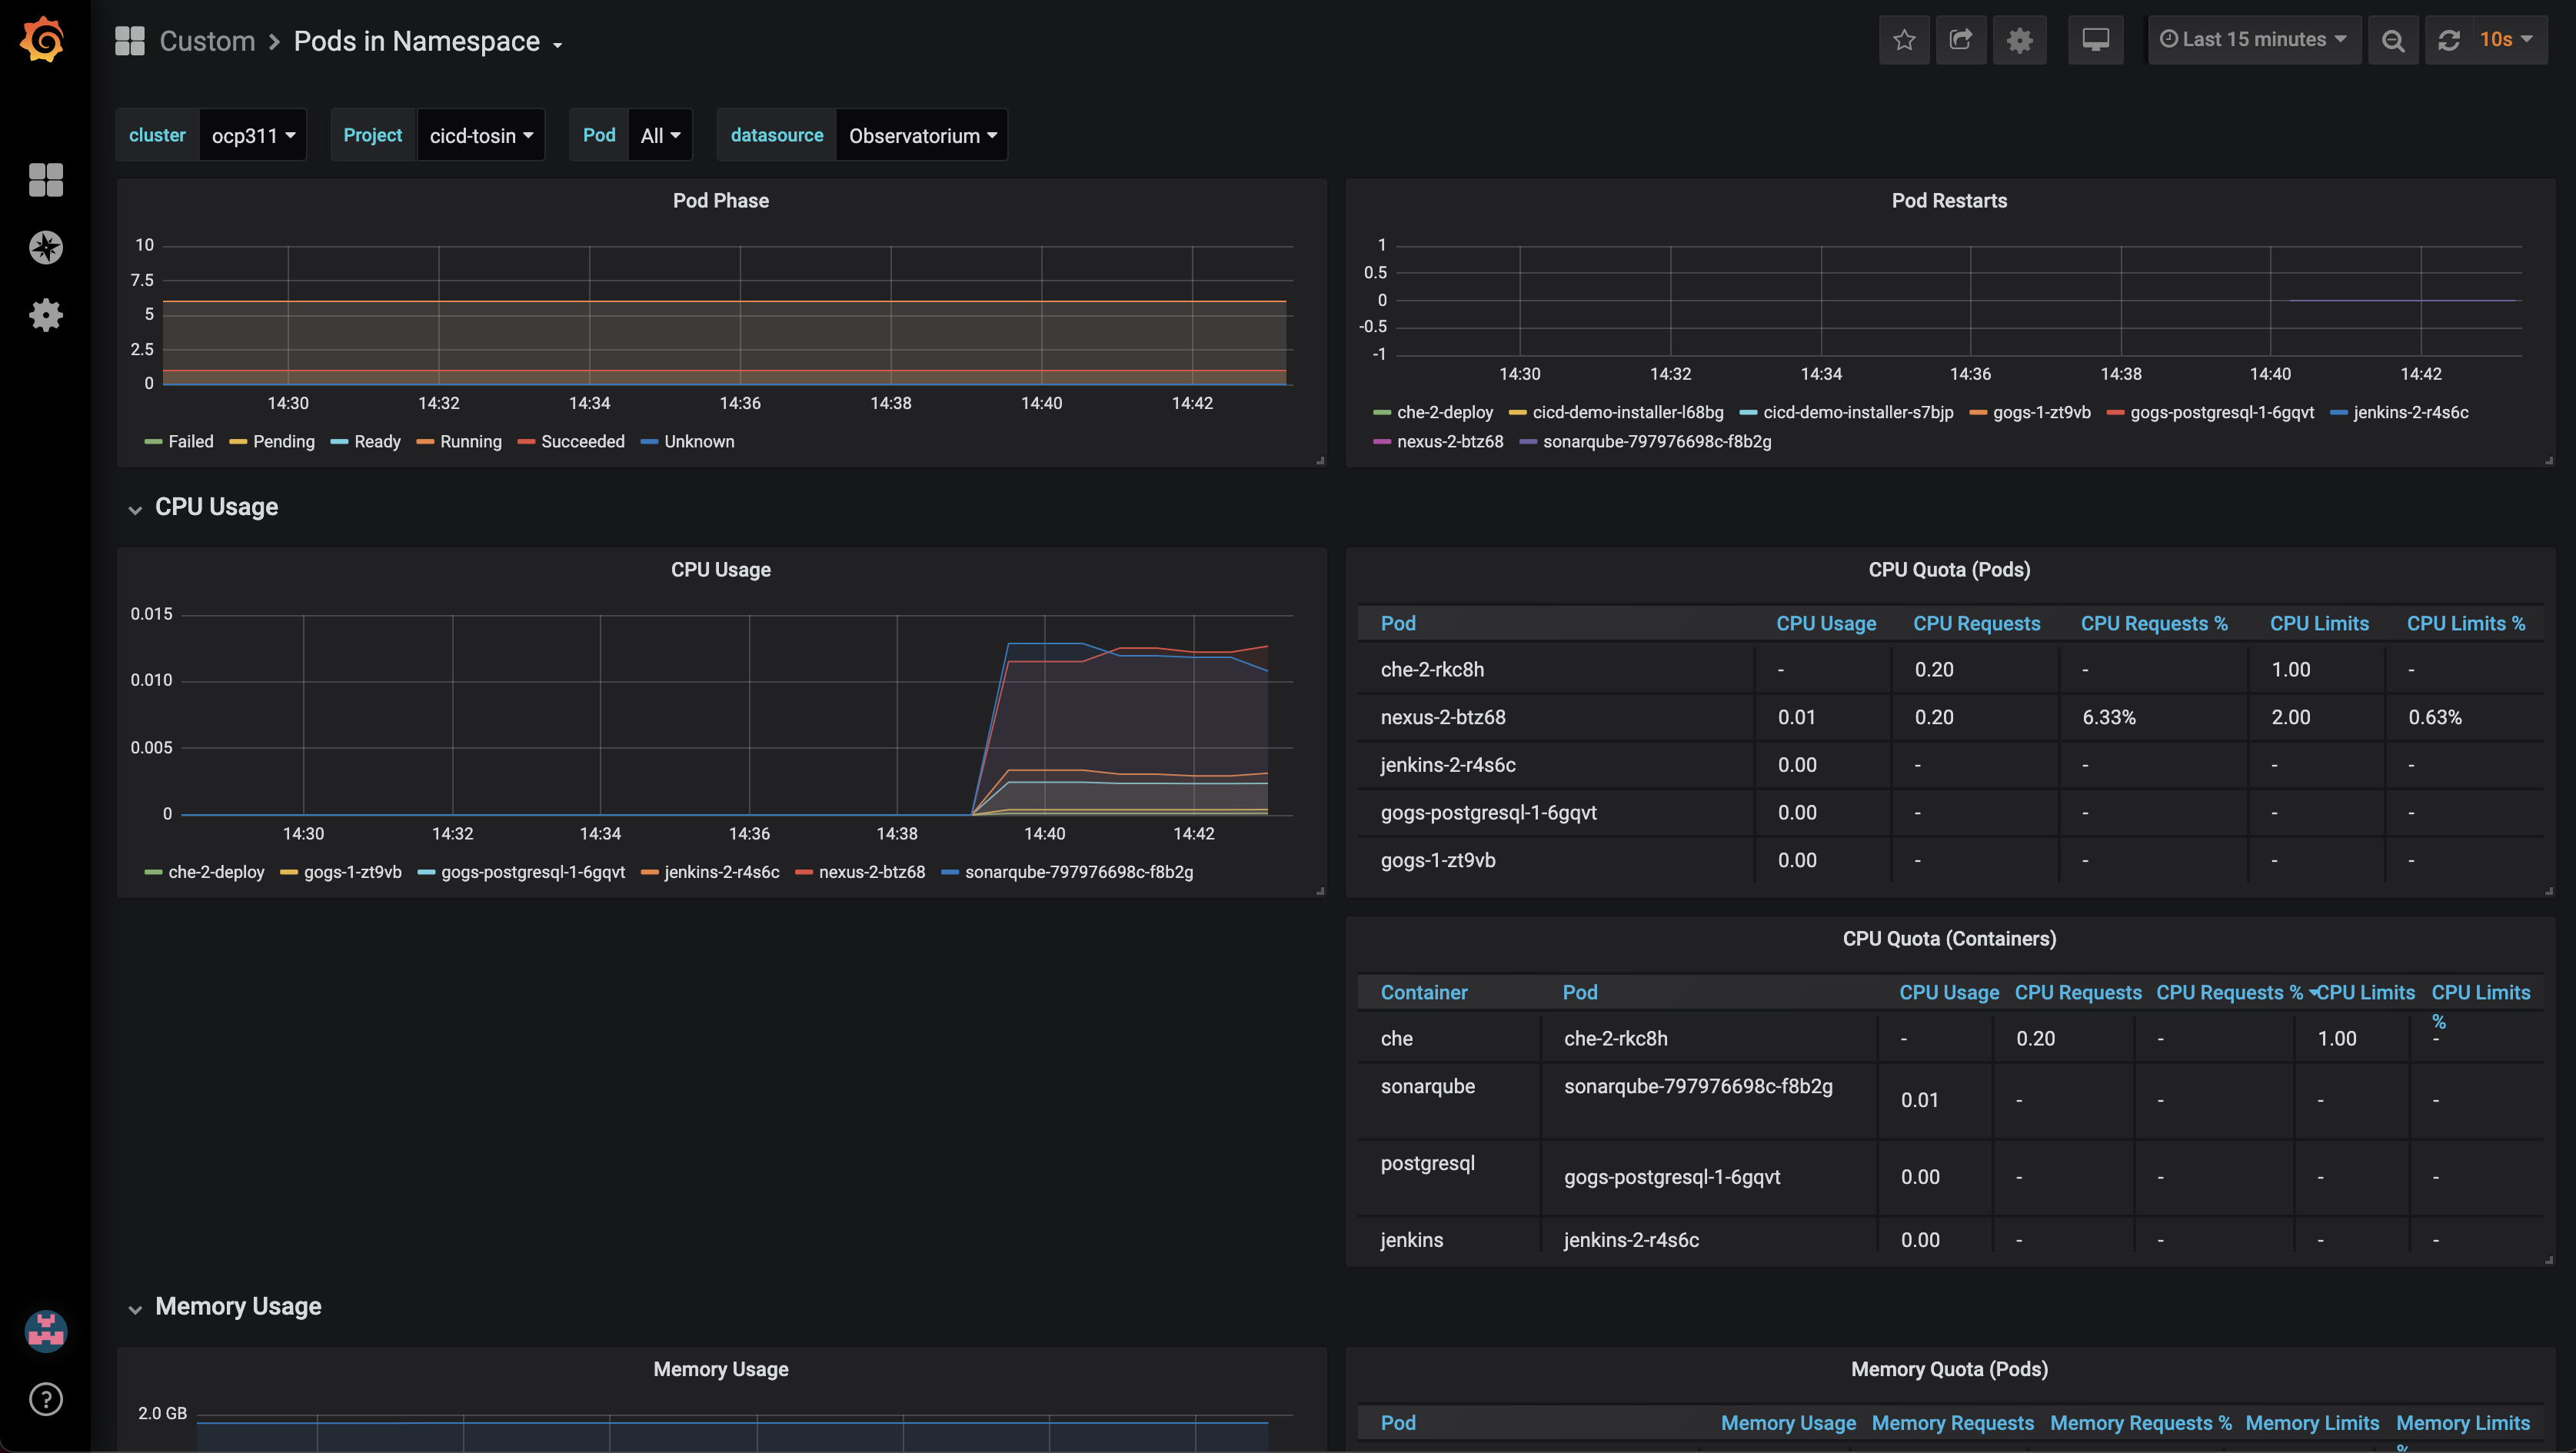 Custom > Pods in Namespace
Last 15 minutes
10s
cluster ocp311
Project cicd-tosin
Pod All
datasource Observatorium
Pod Phase
10
7.5
5
2.5
0
14:30 14:32 14:34 14:36 14:38 14:40 14:42
Failed Pending Ready Running Succeeded Unknown
Pod Restarts
1
0.5
0
-0.5
-1
14:30 14:32 14:34 14:36 14:38 14:40 14:42
che-2-deploy cicd-demo-installer-l68bg cicd-demo-installer-s7bjp gogs-1-zt9vb gogs-postgresql-1-6gqvt jenkins-2-r4s6c
nexus-2-btz68 sonarqube-797976698c-f8b2g
CPU Usage
CPU Usage
0.015
0.010
0.005
0
14:30 14:32 14:34 14:36 14:38 14:40 14:42
che-2-deploy gogs-1-zt9vb gogs-postgresql-1-6gqvt jenkins-2-r4s6c nexus-2-btz68 sonarqube-797976698c-f8b2g
CPU Quota (Pods)
Pod CPU Usage CPU Requests CPU Requests % CPU Limits CPU Limits %
che-2-rkc8h - 0.20 - 1.00 -
nexus-2-btz68 0.01 0.20 6.33% 2.00 0.63%
jenkins-2-r4s6c 0.00 - - - -
gogs-postgresql-1-6gqvt 0.00 - - - -
gogs-1-zt9vb 0.00 - - - -
CPU Quota (Containers)
Container Pod CPU Usage CPU Requests CPU Requests % CPU Limits CPU Limits
%
che che-2-rkc8h - 0.20 - 1.00 -
sonarqube sonarqube-797976698c-f8b2g 0.01 - - - -
postgresql gogs-postgresql-1-6gqvt 0.00 - - - -
jenkins jenkins-2-r4s6c 0.00 - - - -
Memory Usage
Memory Usage
2.0 GB
Memory Quota (Pods)
Pod Memory Usage Memory Requests Memory Requests % Memory Limits Memory Limits
%